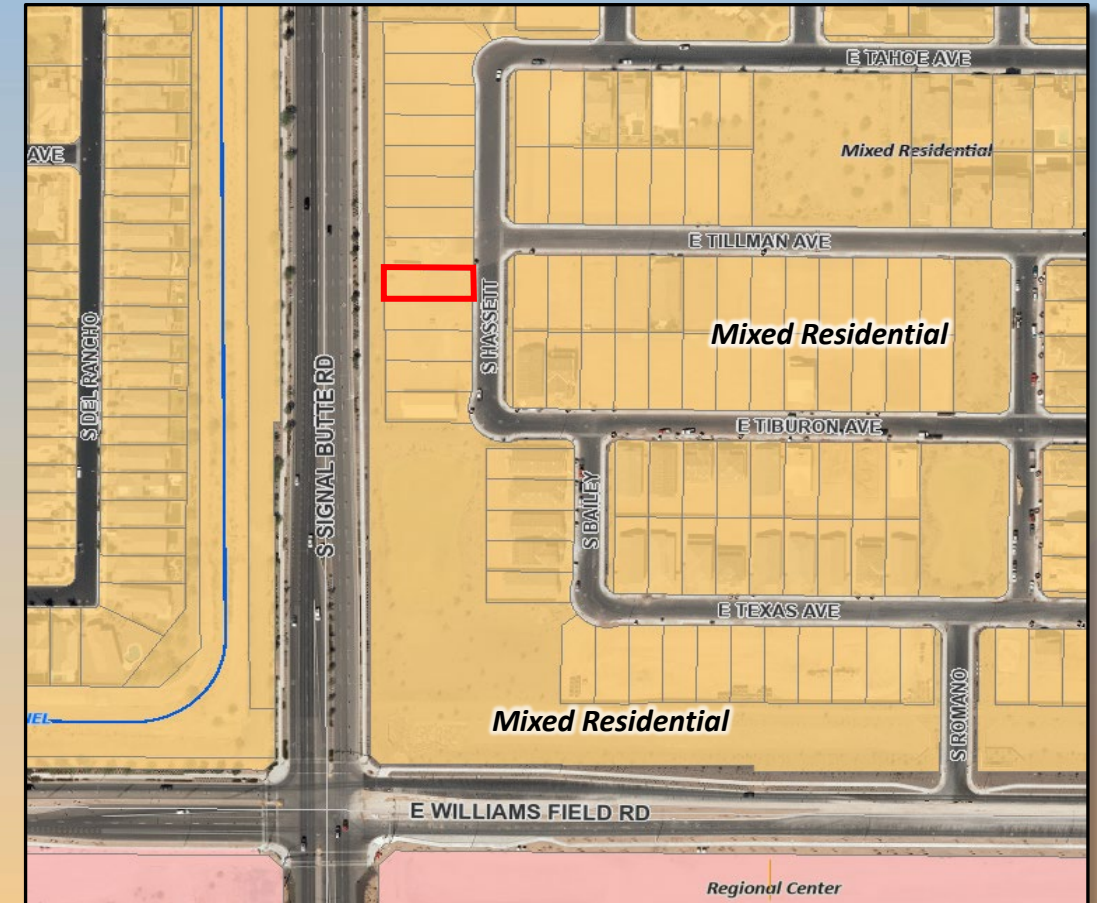 E TAHOE AVE
AVE
Mixed Residential
E TILLMAN AVE
S HASSETT
Mixed Residential
S DEL RANCHO
S SIGNAL BUTTE RD
E TIBURON AVE
S BAILEY
E TEXAS AVE
S ROMANO
Mixed Residential
NEL
E WILLIAMS FIELD RD
Regional Center